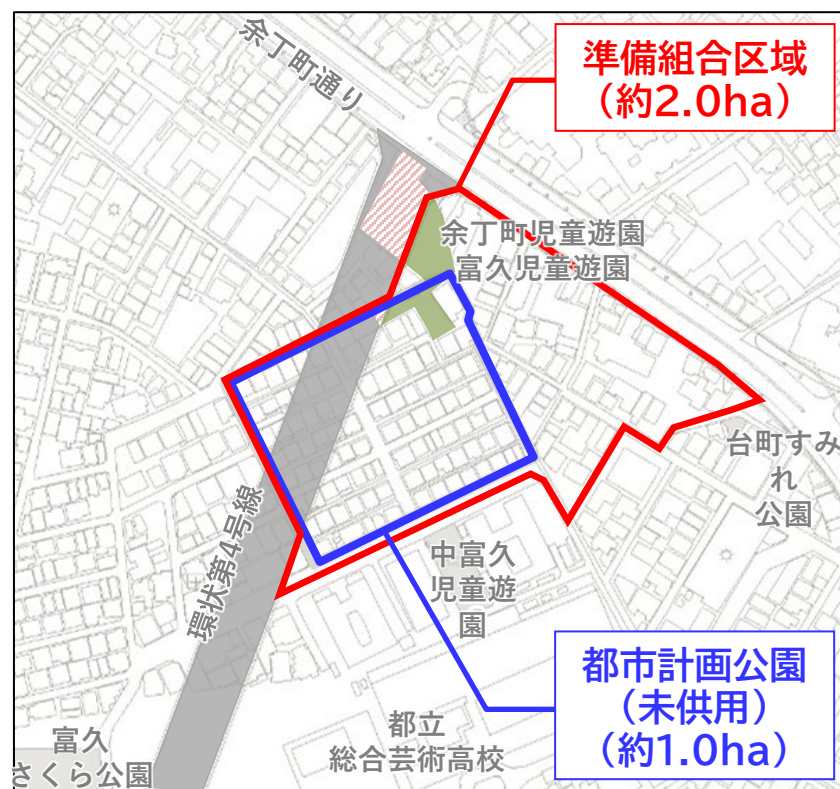 余丁町通り
準備組合区域
(約2.0ha)
余丁町児童遊園
富久児童遊園
台町すみ
れ
公園
環状第4号線
中富久
児童遊
園
都市計画公園
(未供用)
(約1.0ha)
都立
総合芸術高校
富久
さくら公園